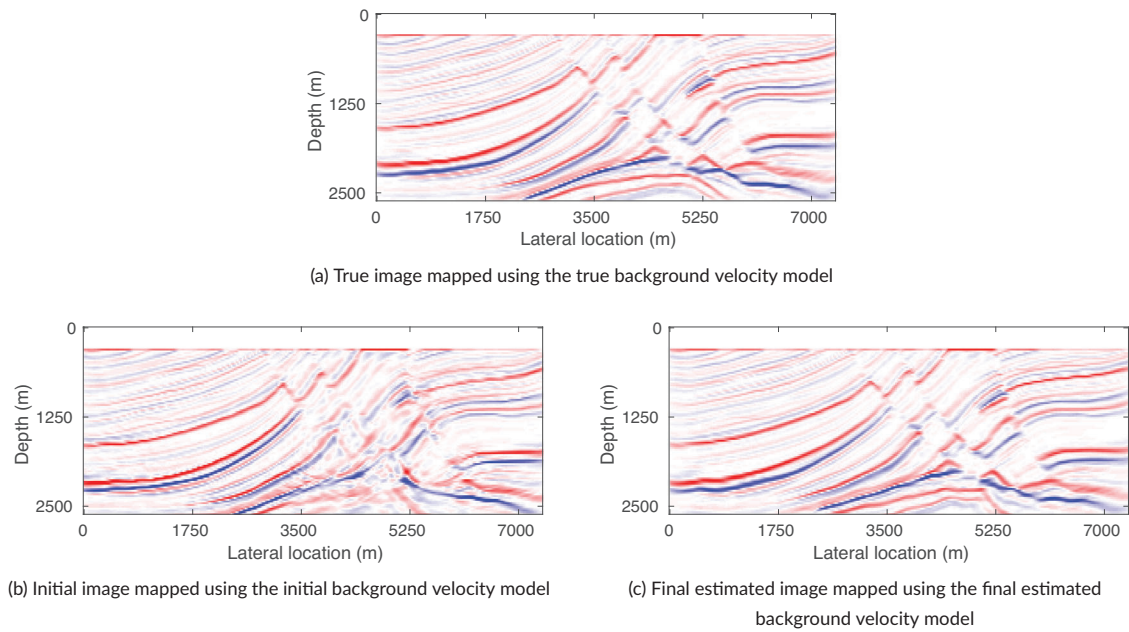 0
Depth (m)
1250
2500
0 1750 3500 5250 7000
Lateral location (m)
(a) True image mapped using the true background velocity model
0
Depth (m)
1250
2500
0 1750 3500 5250 7000
Lateral location (m)
(b) Initial image mapped using the initial background velocity model
0
Depth (m)
1250
2500
0 1750 3500 5250 7000
Lateral location (m)
(c) Final estimated image mapped using the final estimated
background velocity model